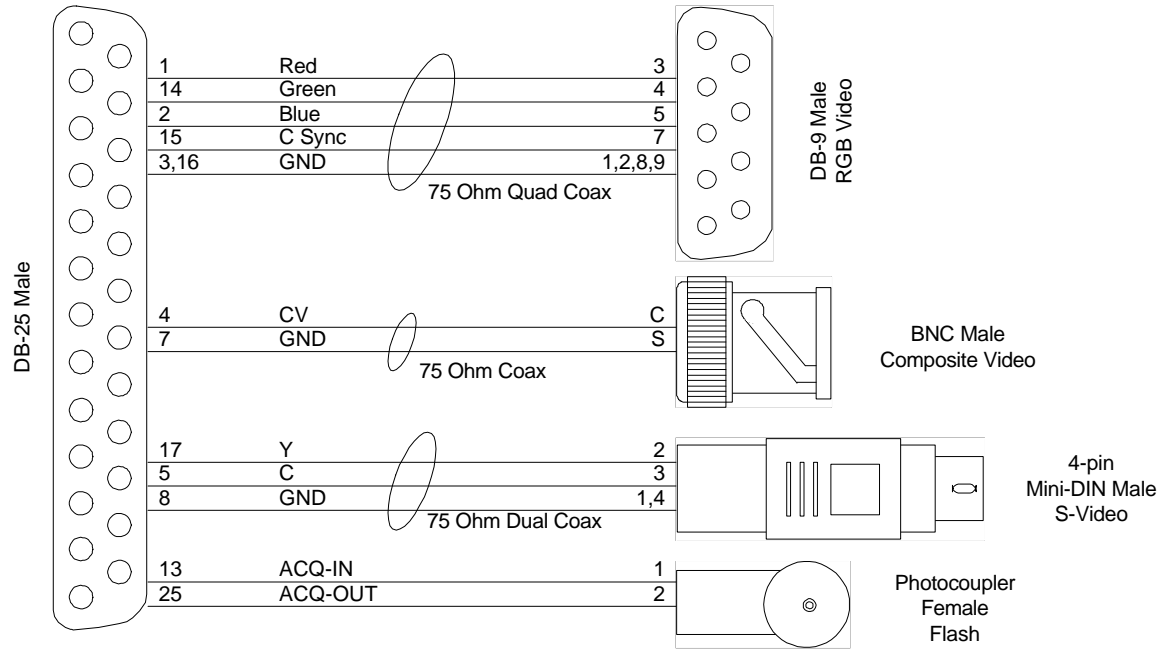 DB-25 Male
1 Red 3
14 Green 4
2 Blue 5
15 C Sync 7
3,16 GND 1,2,8,9
75 Ohm Quad Coax
DB-9 Male
RGB Video
4 CV C
7 GND S
75 Ohm Coax
BNC Male
Composite Video
17 Y 2
5 C 3
8 GND 1,4
75 Ohm Dual Coax
4-pin
Mini-DIN Male
S-Video
13 ACQ-IN 1
25 ACQ-OUT 2
Photocoupler
Female
Flash